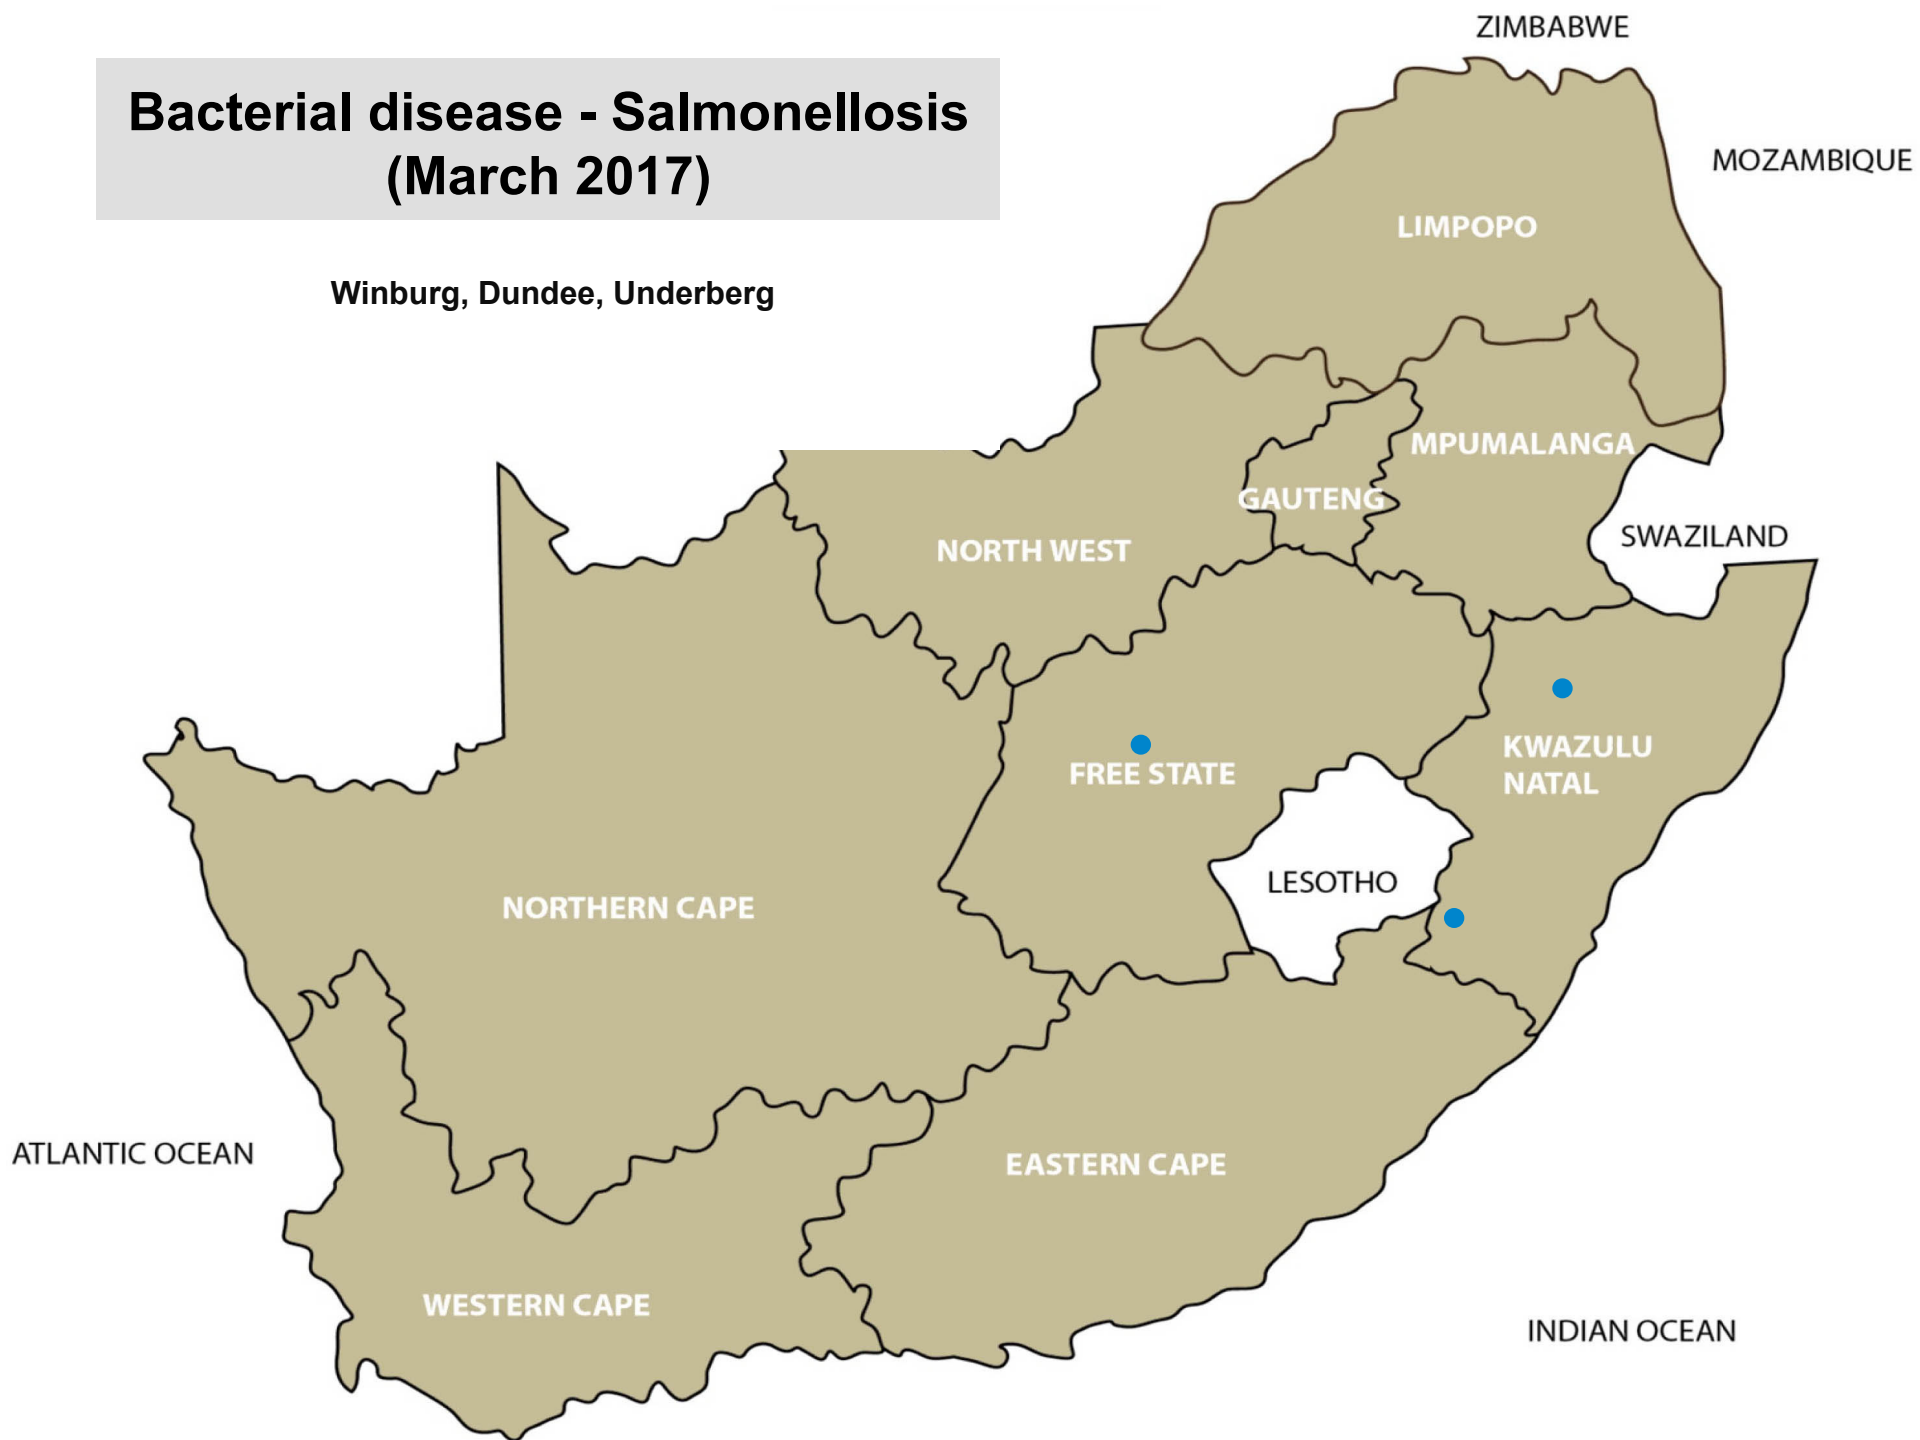 ZIMBABWE
Bacterial disease - Salmonellosis
(March 2017)
MOZAMBIQUE
LIMPOPO
Winburg, Dundee, Underberg
MPUMALANGA
GAUTENG
SWAZILAND
NORTH WEST
KWAZULU
NATAL
FREE STATE
LESOTHO
NORTHERN CAPE
ATLANTIC OCEAN
EASTERN CAPE
WESTERN CAPE
INDIAN OCEAN